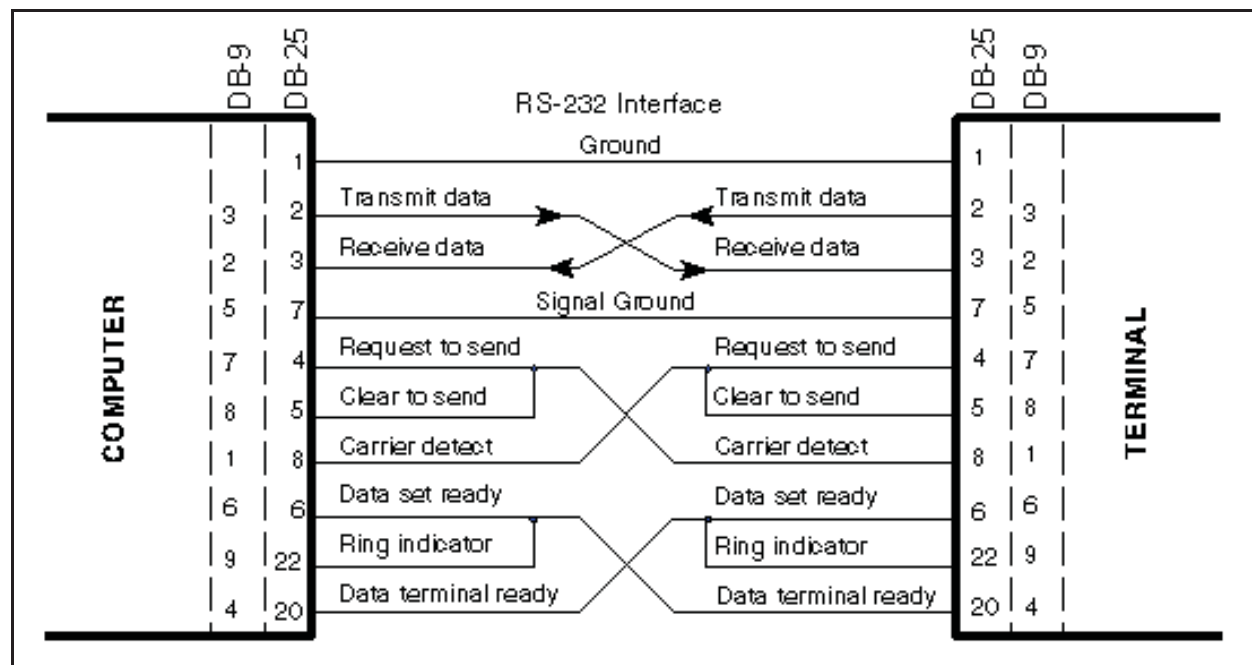 DB-9 DB-25 DB-25 DB-9
RS-232 Interface
Ground
1 1
Transmit data Transmit data
3 2 2 3
Receive data Receive data
2 3 3 2
Signal Ground
5 7 7 5
Request to send Request to send
7 4 4 7
Clear to send Clear to send
8 5 5 8
Carrier detect Carrier detect
1 8 8 1
Data set ready Data set ready
6 6 6 6
Ring indicator Ring indicator
9 22 22 9
Data terminal ready Data terminal ready
4 20 20 4
COMPUTER
TERMINAL